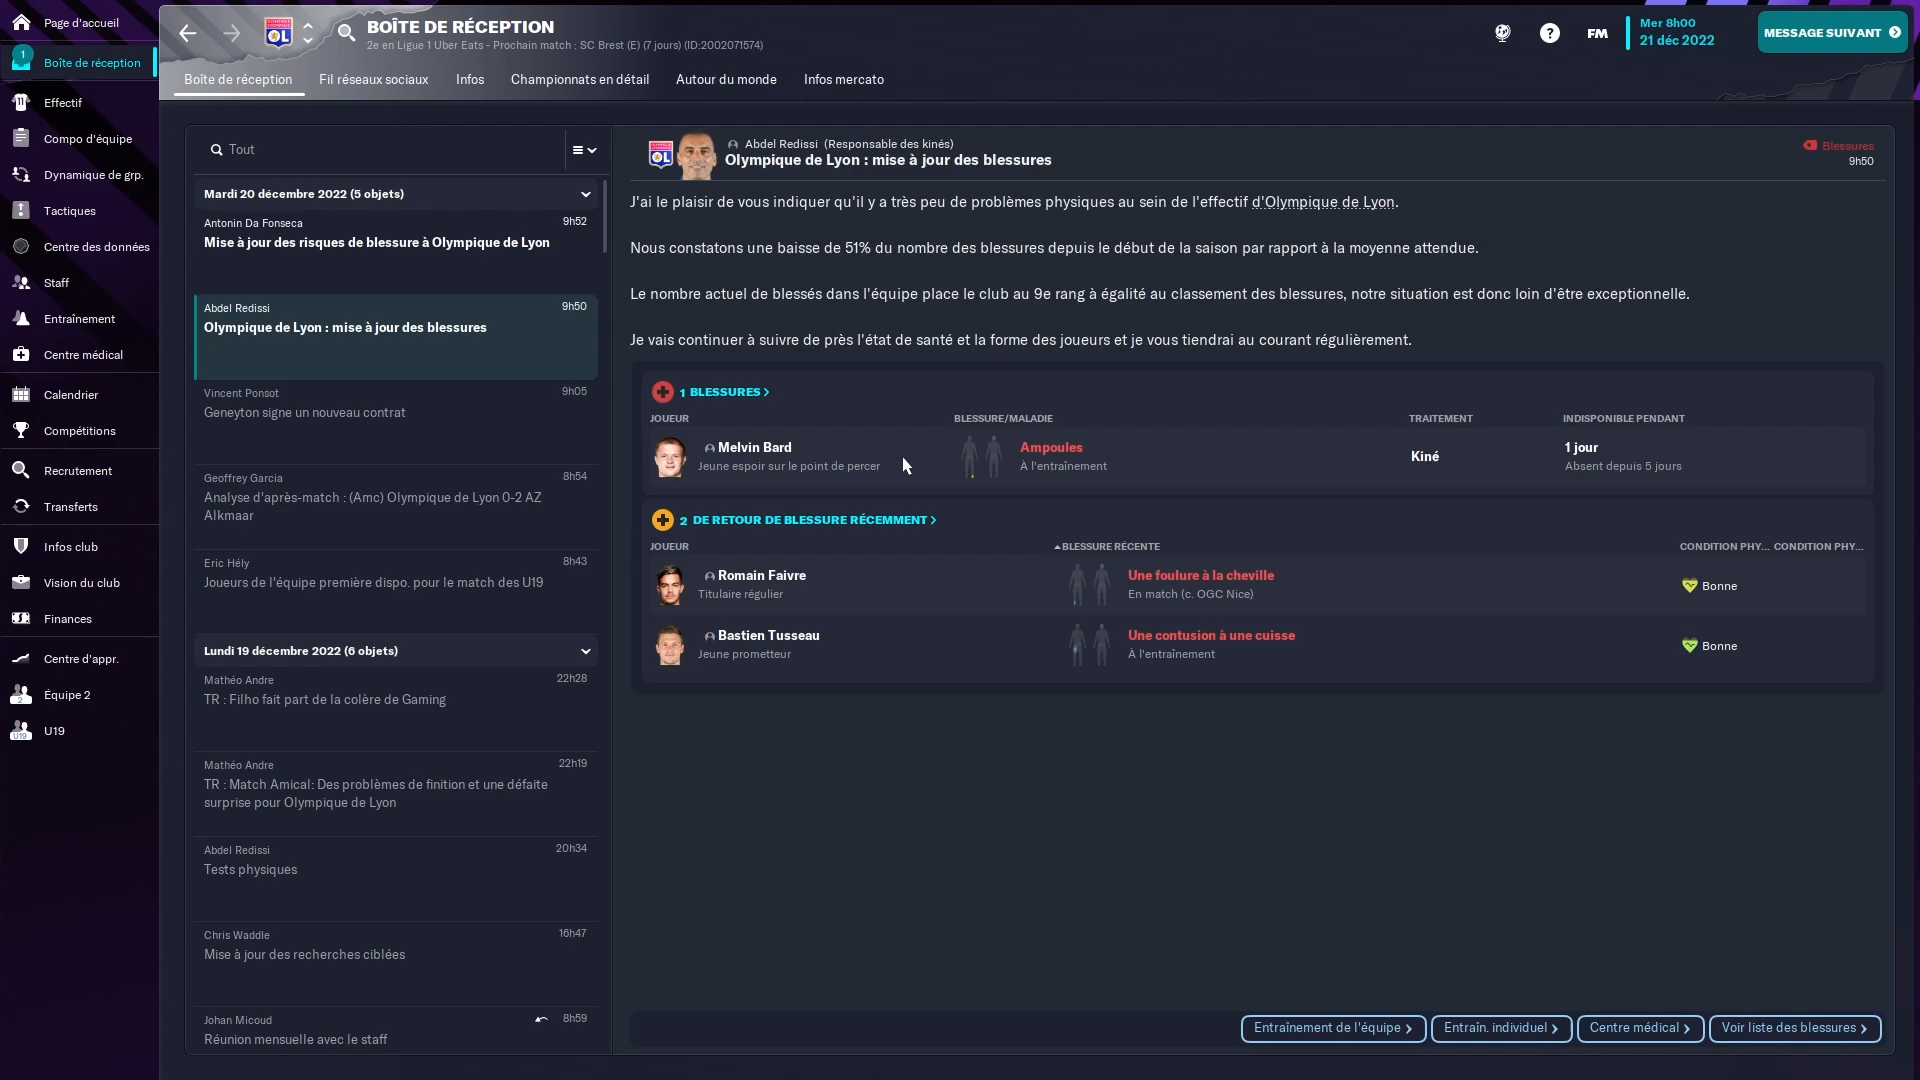 Page d'accueil
1
Boîte de réception
Effectif
Compo d'équipe
Dynamique de grp.
Tactiques
Centre des données
Staff
Entraînement
Centre médical
Calendrier
Compétitions
Recrutement
Transferts
Infos club
Vision du club
Finances
Centre d'appr.
Équipe 2
U19
BOÎTE DE RÉCEPTION
2e en Ligue 1 Uber Eats - Prochain match : SC Brest (E) (7 jours) (ID:2002071574)
FM
Mer 8h00
21 déc 2022
MESSAGE SUIVANT
Boîte de réception
Fil réseaux sociaux
Infos
Championnats en détail
Autour du monde
Infos mercato
Tout
Mardi 20 décembre 2022 (5 objets)
Antonin Da Fonseca 9h52
Mise à jour des risques de blessure à Olympique de Lyon
Abdel Redissi 9h50
Olympique de Lyon : mise à jour des blessures
Vincent Ponsot 9h05
Geneyton signe un nouveau contrat
Geoffrey Garcia 8h54
Analyse d'après-match : (Amc) Olympique de Lyon 0-2 AZ
Alkmaar
Eric Hély 8h43
Joueurs de l'équipe première dispo. pour le match des U19
Lundi 19 décembre 2022 (6 objets)
Mathéo Andre 22h28
TR : Filho fait part de la colère de Gaming
Mathéo Andre 22h19
TR : Match Amical: Des problèmes de finition et une défaite
surprise pour Olympique de Lyon
Abdel Redissi 20h34
Tests physiques
Chris Waddle 16h47
Mise à jour des recherches ciblées
Johan Micoud 8h59
Réunion mensuelle avec le staff
Abdel Redissi (Responsable des kinés)
Olympique de Lyon : mise à jour des blessures
Blessures
9h50
J'ai le plaisir de vous indiquer qu'il y a très peu de problèmes physiques au sein de l'effectif d'Olympique de Lyon.
Nous constatons une baisse de 51% du nombre des blessures depuis le début de la saison par rapport à la moyenne attendue.
Le nombre actuel de blessés dans l'équipe place le club au 9e rang à égalité au classement des blessures, notre situation est donc loin d'être exceptionnelle.
Je vais continuer à suivre de près l'état de santé et la forme des joueurs et je vous tiendrai au courant régulièrement.
1 BLESSURES
JOUEUR BLESSURE/MALADIE TRAITEMENT INDISPONIBLE PENDANT
Melvin Bard Ampoules Kiné 1 jour
Jeune espoir sur le point de percer À l'entraînement Absent depuis 5 jours
2 DE RETOUR DE BLESSURE RÉCEMMENT
JOUEUR BLESSURE RÉCENTE CONDITION PHY... CONDITION PHY...
Romain Faivre Une foulure à la cheville Bonne
Titulaire régulier En match (c. OGC Nice)
Bastien Tusseau Une contusion à une cuisse Bonne
Jeune prometteur À l'entraînement
Entraînement de l'équipe
Entraîn. individuel
Centre médical
Voir liste des blessures